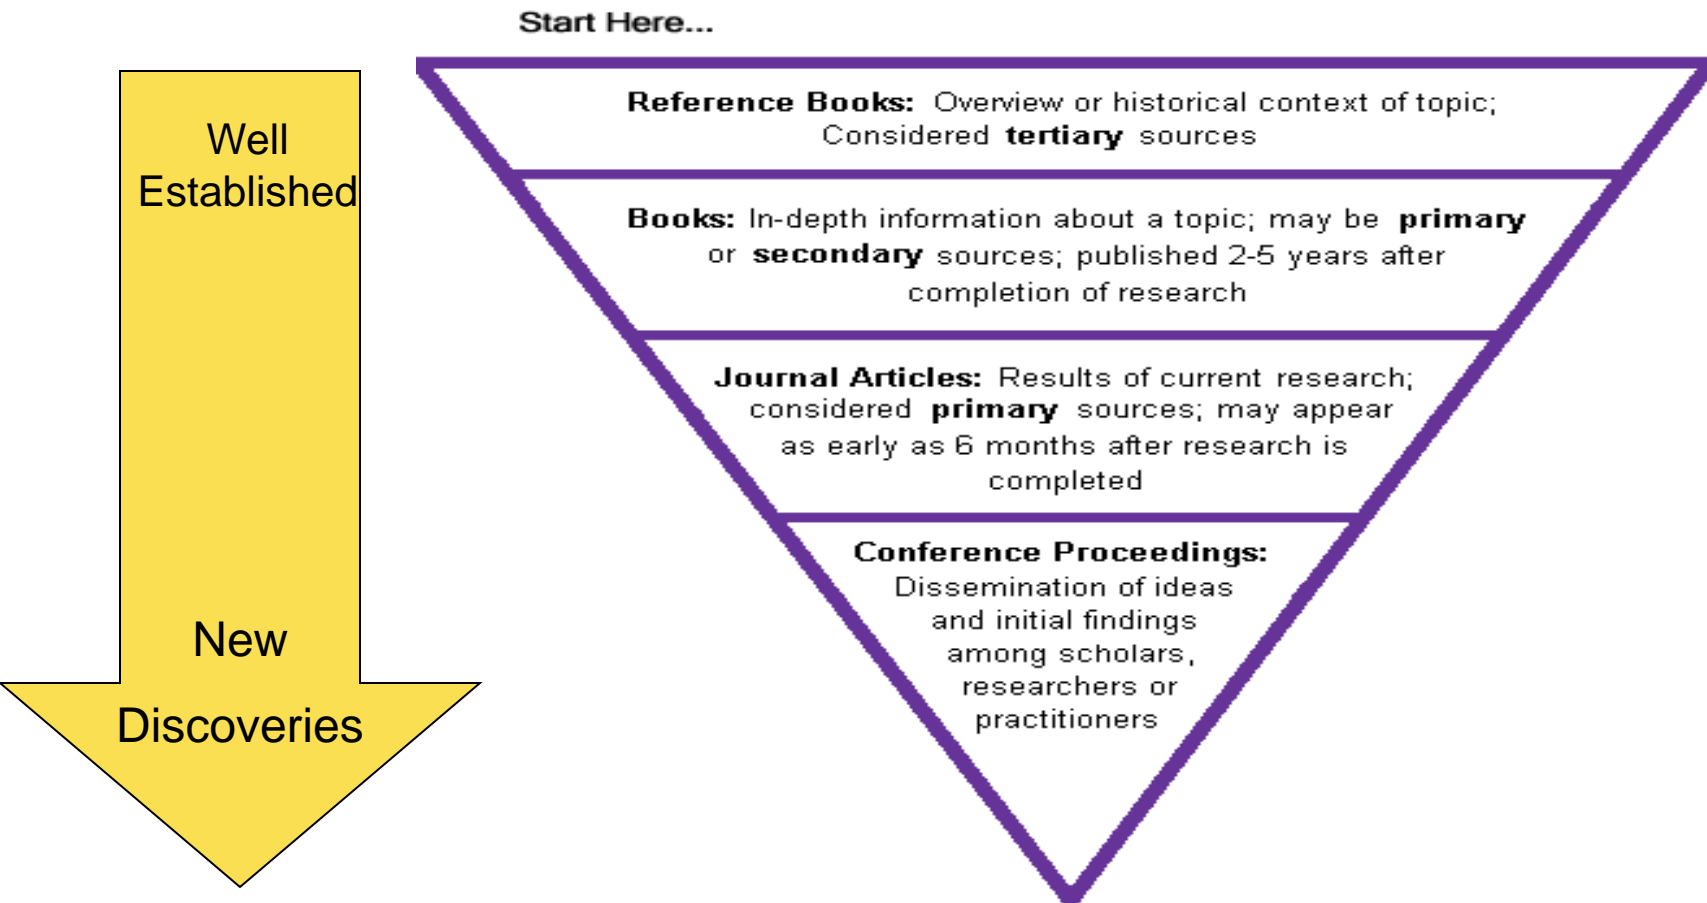 Start Here...
Well
Established
New
Discoveries
Reference Books: Overview or historical context of topic;
Considered tertiary sources
Books: In-depth information about a topic; may be primary
or secondary sources; published 2-5 years after
completion of research
Journal Articles: Results of current research;
considered primary sources; may appear
as early as 6 months after research is
completed
Conference Proceedings:
Dissemination of ideas
and initial findings
among scholars,
researchers or
practitioners